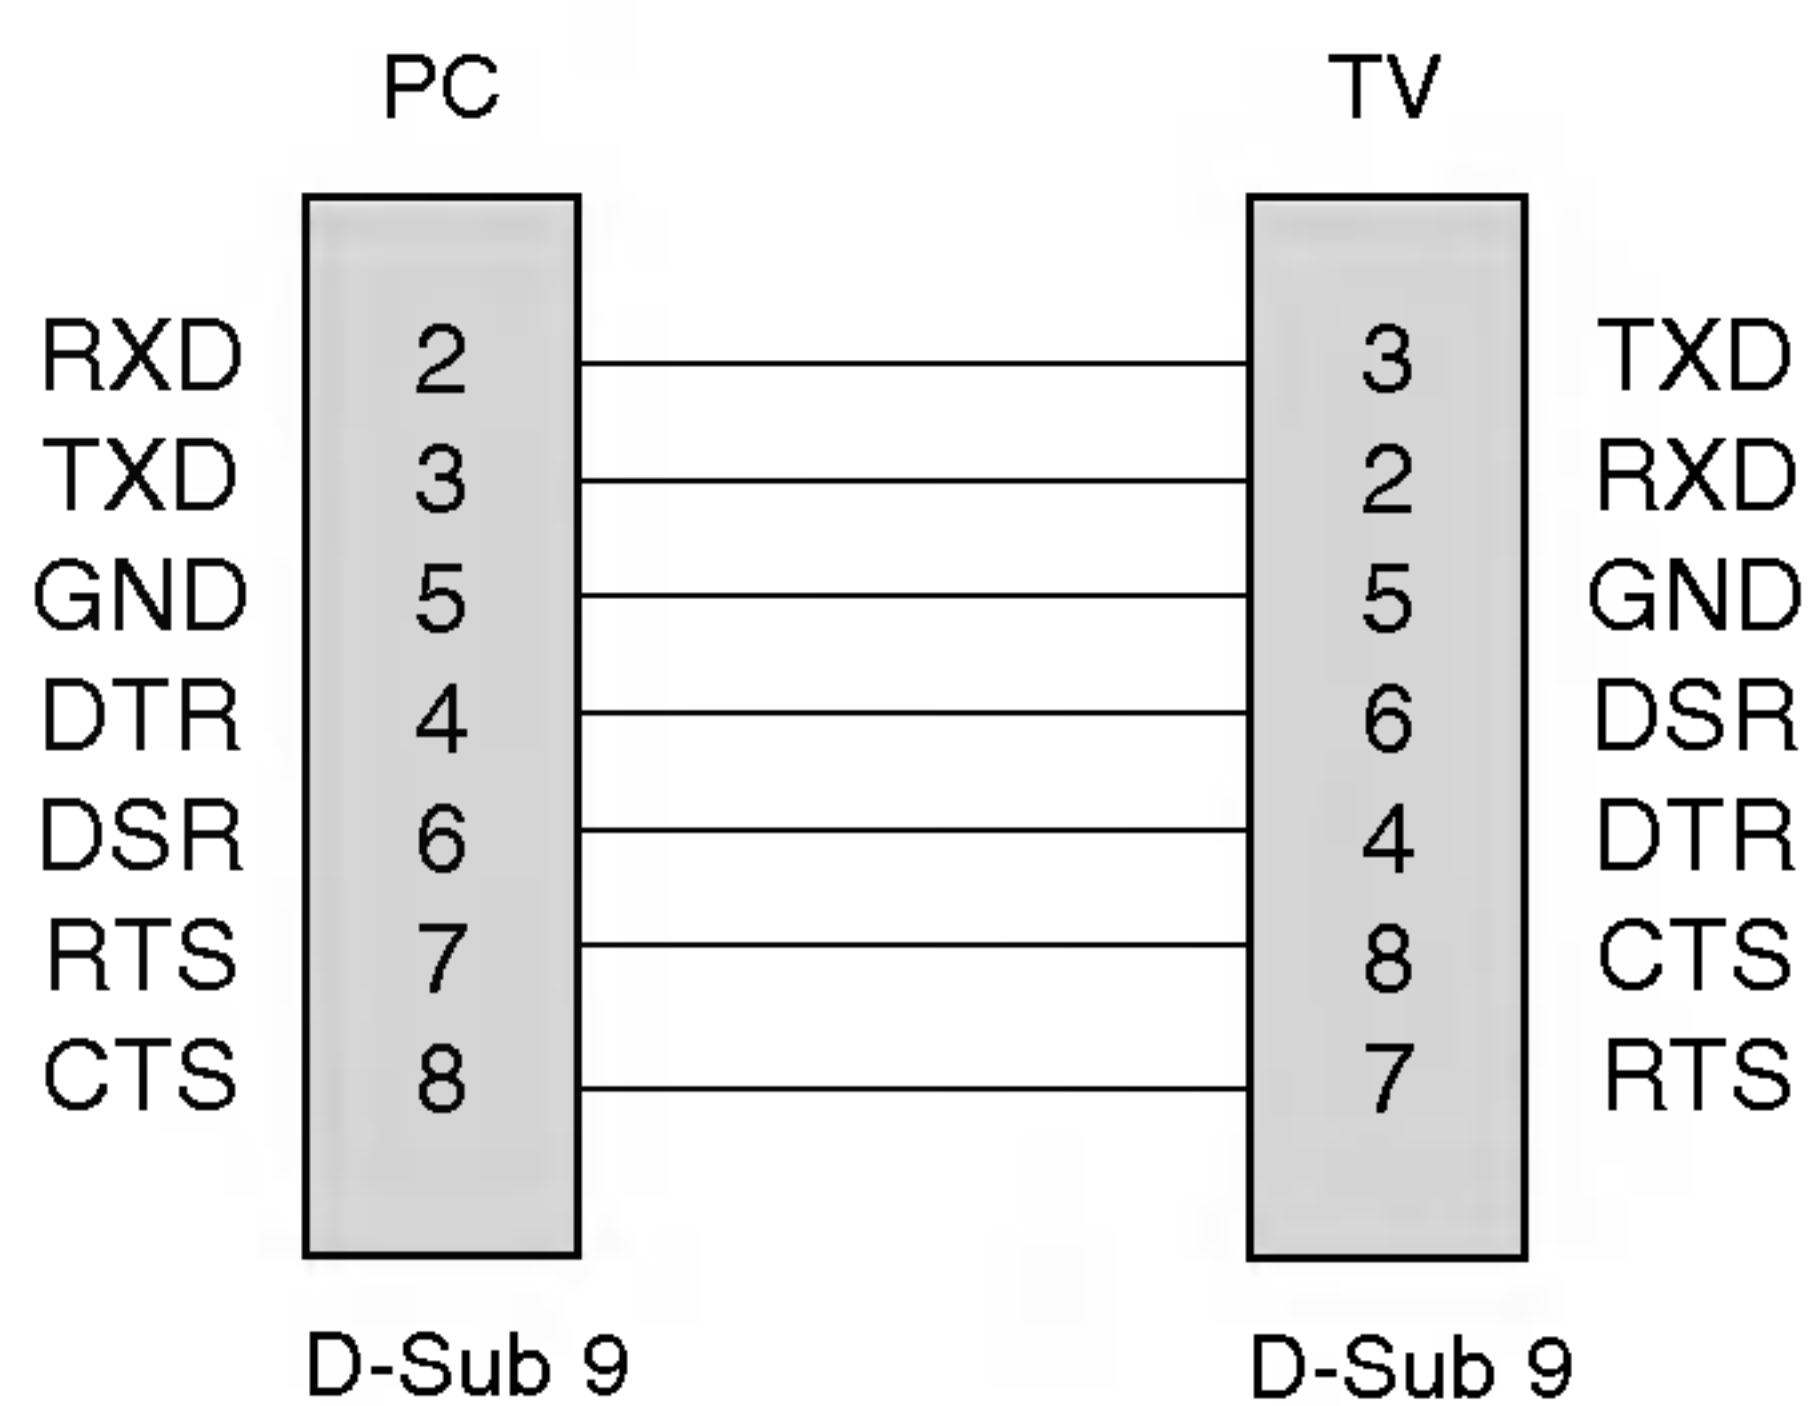 PC TV
RXD 2 3 TXD
TXD 3 2 RXD
GND 5 5 GND
DTR 4 6 DSR
DSR 6 4 DTR
RTS 7 8 CTS
CTS 8 7 RTS
D-Sub 9 D-Sub 9